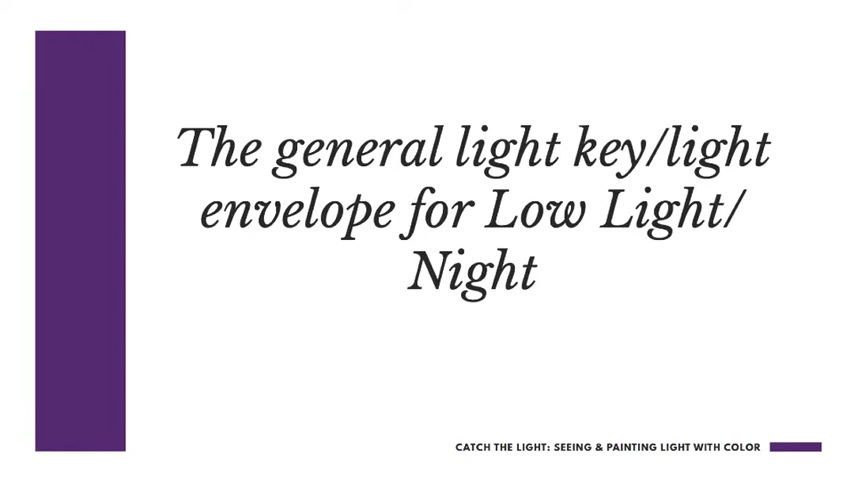 The general light key/light
envelope for Low Light/
Night
CATCH THE LIGHT: SEEING & PAINTING LIGHT WITH COLOR